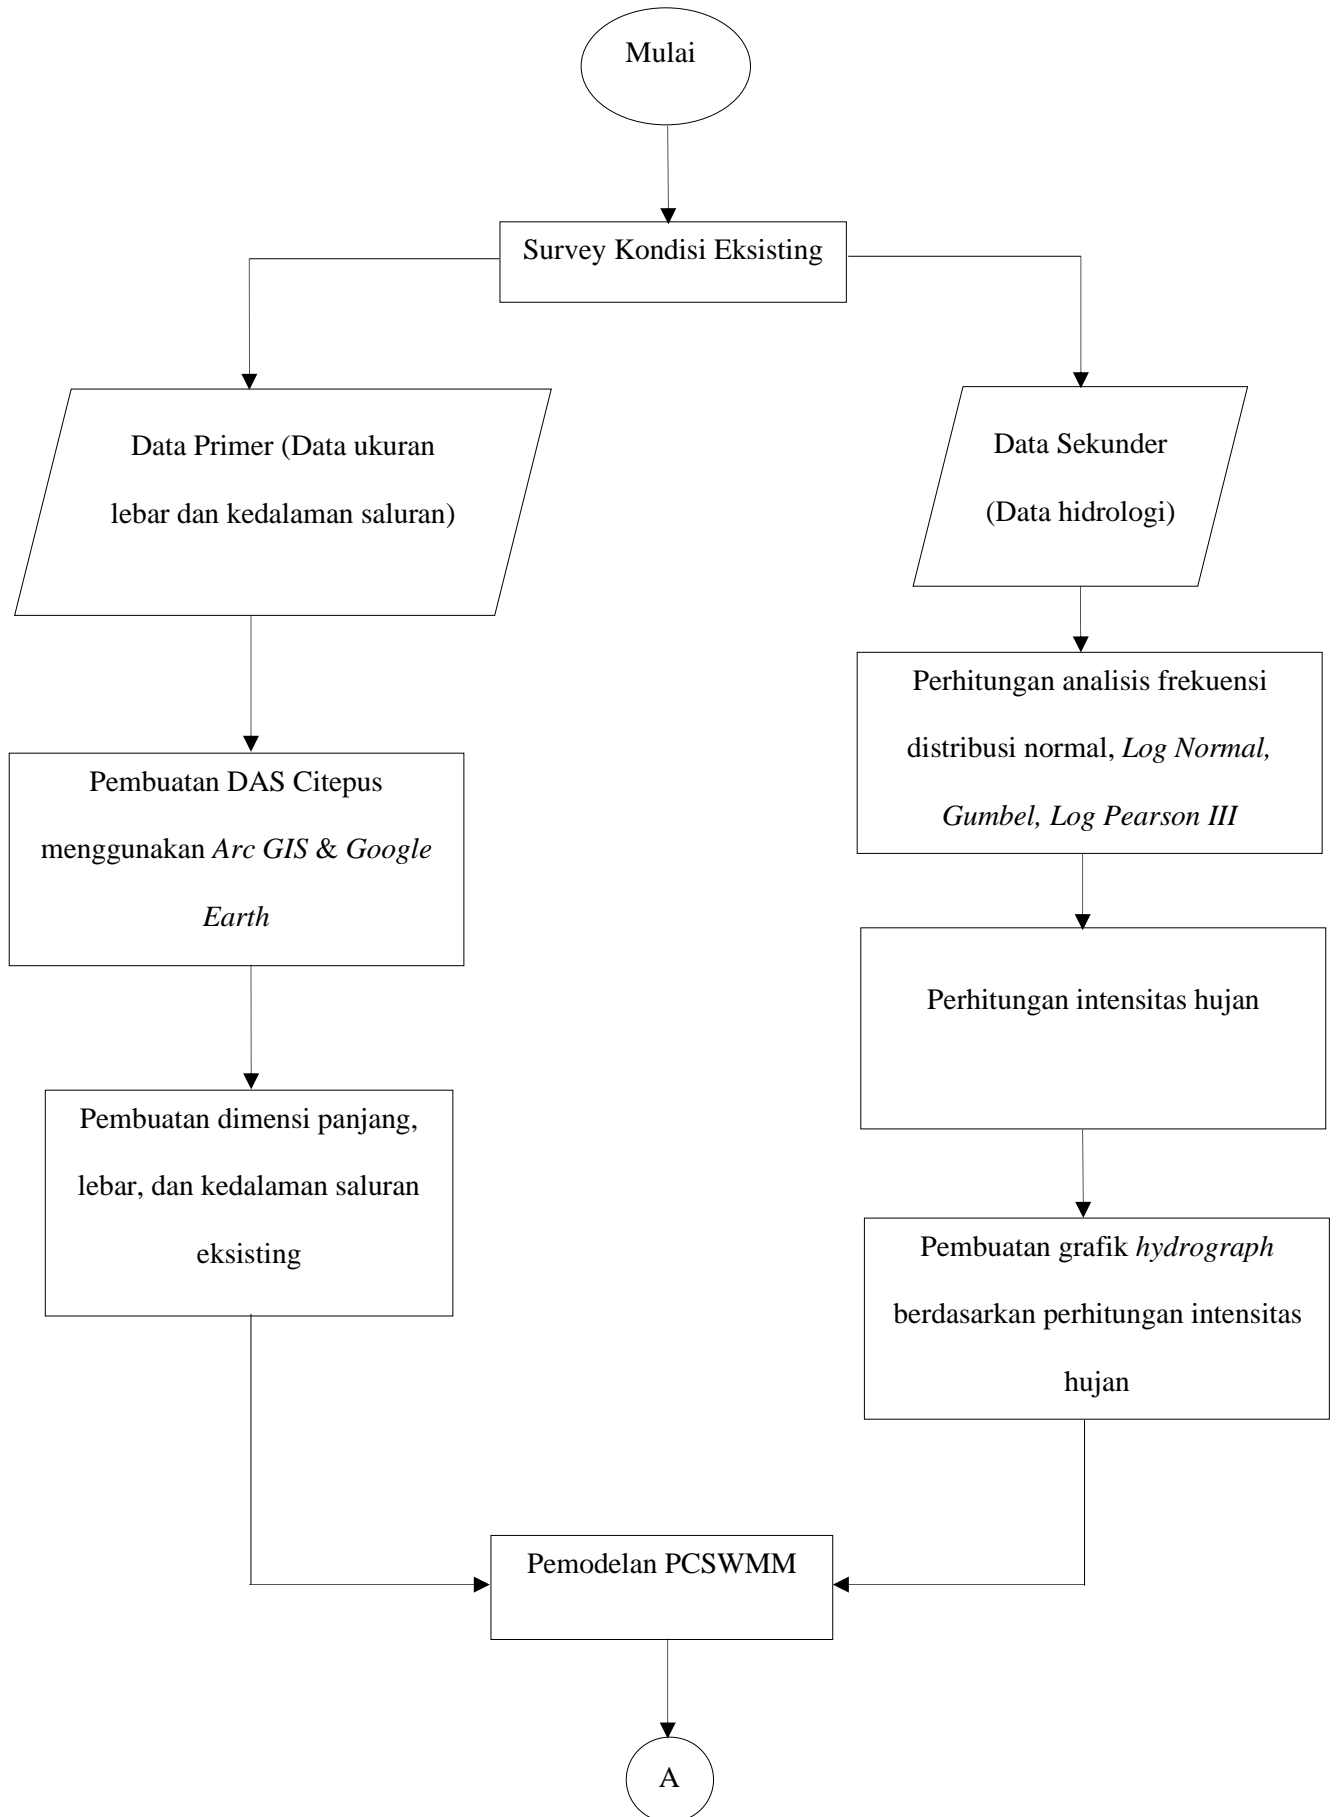 Mulai
Survey Kondisi Eksisting
Data Primer (Data ukuran
lebar dan kedalaman saluran)
Data Sekunder
(Data hidrologi)
Perhitungan analisis frekuensi
distribusi normal, Log Normal,
Gumbel, Log Pearson III
Pembuatan DAS Citepus
menggunakan Arc GIS & Google
Earth
Perhitungan intensitas hujan
Pembuatan dimensi panjang,
lebar, dan kedalaman saluran
eksisting
Pembuatan grafik hydrograph
berdasarkan perhitungan intensitas
hujan
Pemodelan PCSWMM
A